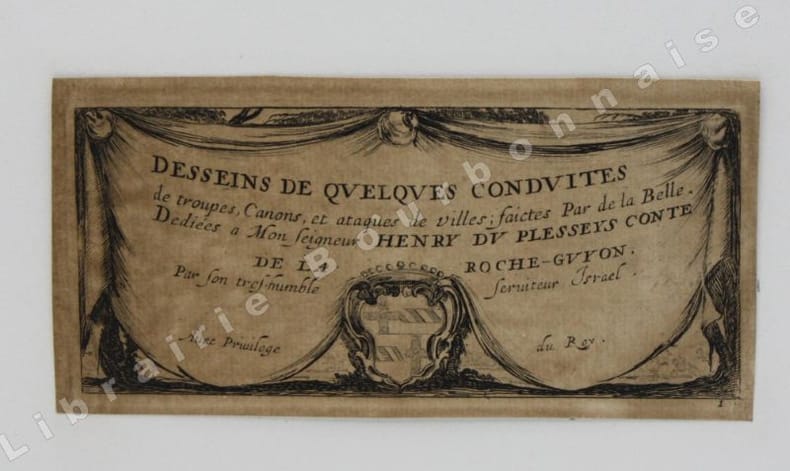 DESSEINS DE QVELQVES CONDVITES
de troupes, Canons, et ataques de villes; faictes Par de la Belle.
Dediées a Mon seigneur HENRY DV PLESSEYS CONTE
DE LA ROCHE-GVYON.
Par son tres-humble seruiteur Israel.
Avec Privilege du Roy.
1
Librairie Bourbonnaise